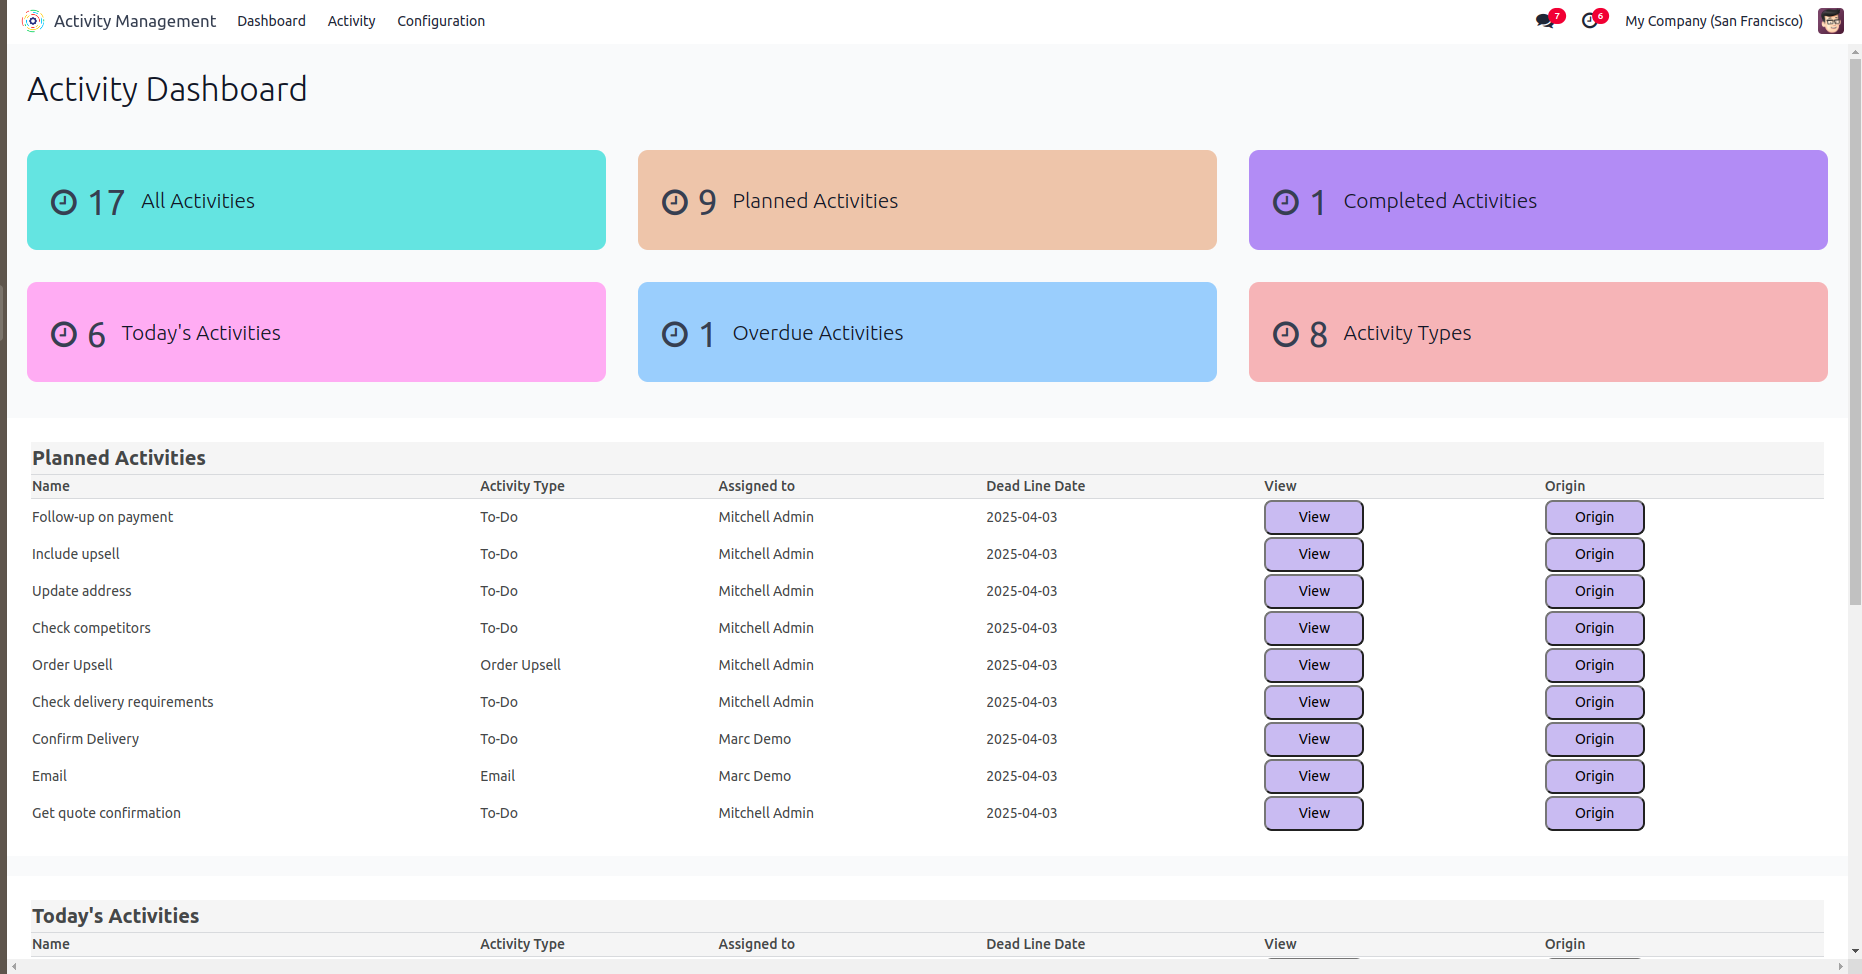 Activity Management Dashboard Activity Configuration 7 6 My Company (San Francisco)
Activity Dashboard
17 All Activities
9 Planned Activities
1 Completed Activities
6 Today's Activities
1 Overdue Activities
8 Activity Types
Planned Activities
Name Activity Type Assigned to Dead Line Date View Origin
Follow-up on payment To-Do Mitchell Admin 2025-04-03 View Origin
Include upsell To-Do Mitchell Admin 2025-04-03 View Origin
Update address To-Do Mitchell Admin 2025-04-03 View Origin
Check competitors To-Do Mitchell Admin 2025-04-03 View Origin
Order Upsell Order Upsell Mitchell Admin 2025-04-03 View Origin
Check delivery requirements To-Do Mitchell Admin 2025-04-03 View Origin
Confirm Delivery To-Do Marc Demo 2025-04-03 View Origin
Email Email Marc Demo 2025-04-03 View Origin
Get quote confirmation To-Do Mitchell Admin 2025-04-03 View Origin
Today's Activities
Name Activity Type Assigned to Dead Line Date View Origin